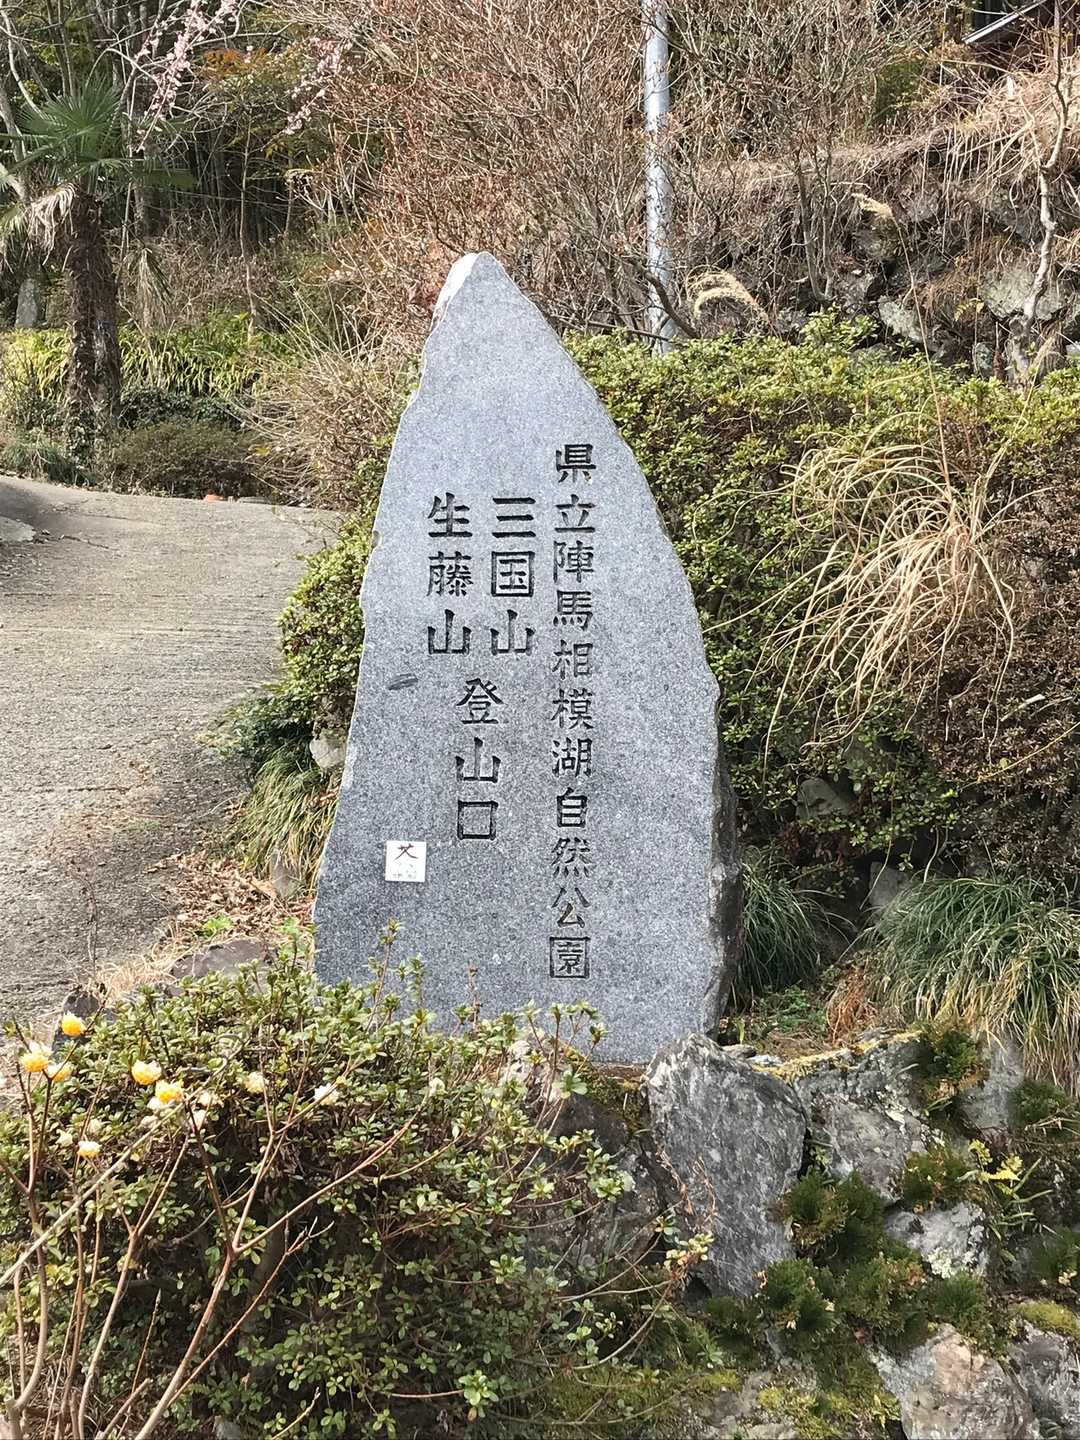 県立陣馬相模湖自然公園
三国山
生藤山
登山口